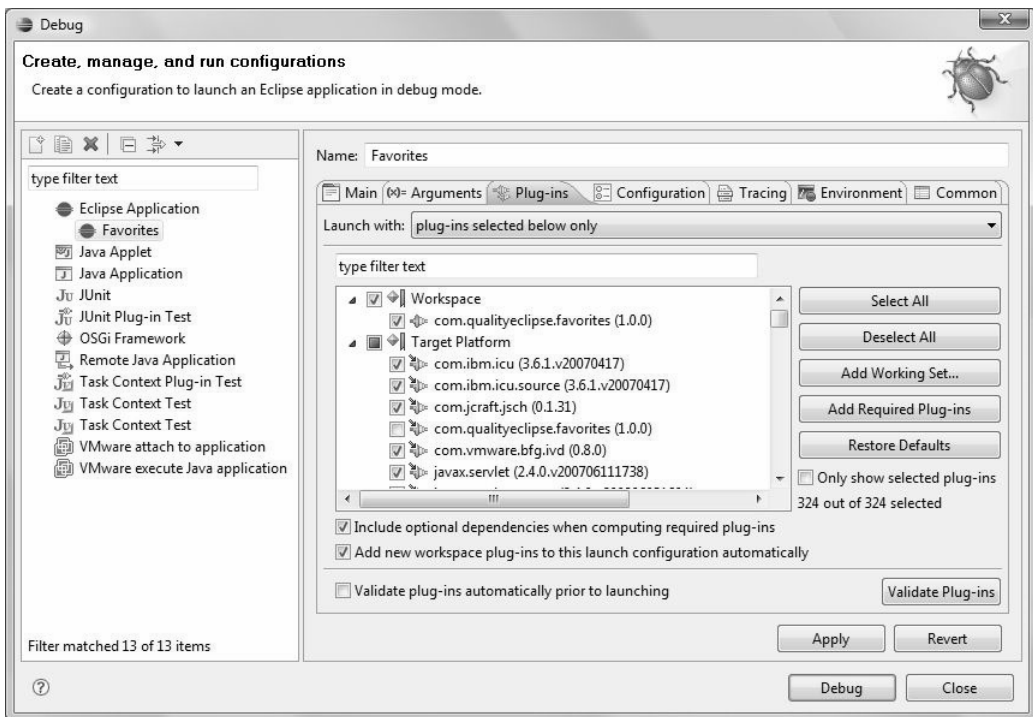 Debug
Create, manage, and run configurations
Create a configuration to launch an Eclipse application in debug mode.
type filter text
Eclipse Application
Favorites
Java Applet
Java Application
JUnit
JUnit Plug-in Test
OSGi Framework
Remote Java Application
Task Context Plug-in Test
Task Context Test
Task Context Test
VMware attach to application
VMware execute Java application
Filter matched 13 of 13 items
Name: Favorites
Main (x)= Arguments Plug-ins Configuration Tracing Environment Common
Launch with: plug-ins selected below only
type filter text
Workspace
com.qualityeclipse.favorites (1.0.0)
Target Platform
com.ibm.icu (3.6.1.v20070417)
com.ibm.icu.source (3.6.1.v20070417)
com.jcraft.jsch (0.1.31)
com.qualityeclipse.favorites (1.0.0)
com.vmware.bfg.ivd (0.8.0)
javax.servlet (2.4.0.v200706111738)
Select All
Deselect All
Add Working Set...
Add Required Plug-ins
Restore Defaults
Only show selected plug-ins
324 out of 324 selected
Include optional dependencies when computing required plug-ins
Add new workspace plug-ins to this launch configuration automatically
Validate plug-ins automatically prior to launching
Validate Plug-ins
Apply
Revert
Debug
Close